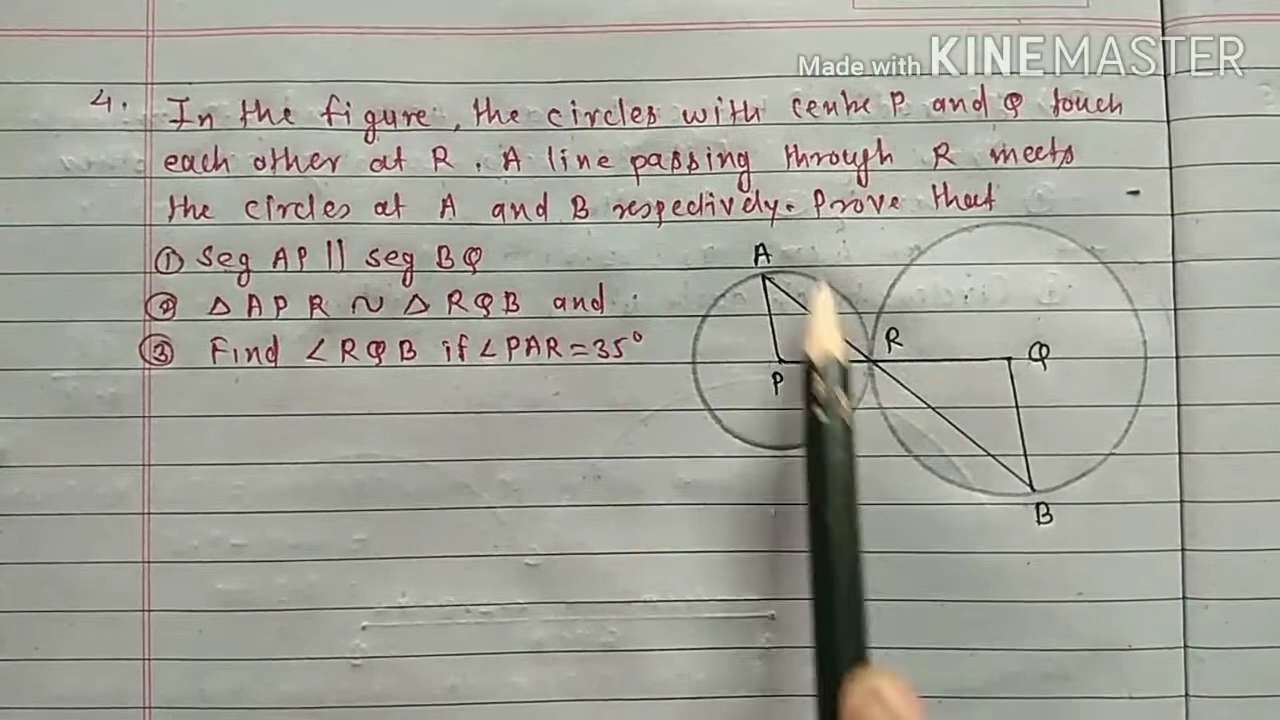 Made with KINEMASTER
4. In the figure, the circles with centre P and Q touch
each other at R. A line passing through R meets
the circles at A and B respectively. Prove that
① seg AP || seg BQ
② △ APR ~ △ RQB and
③ Find ∠RQB if ∠PAR = 35°
A
R
Q
P
B